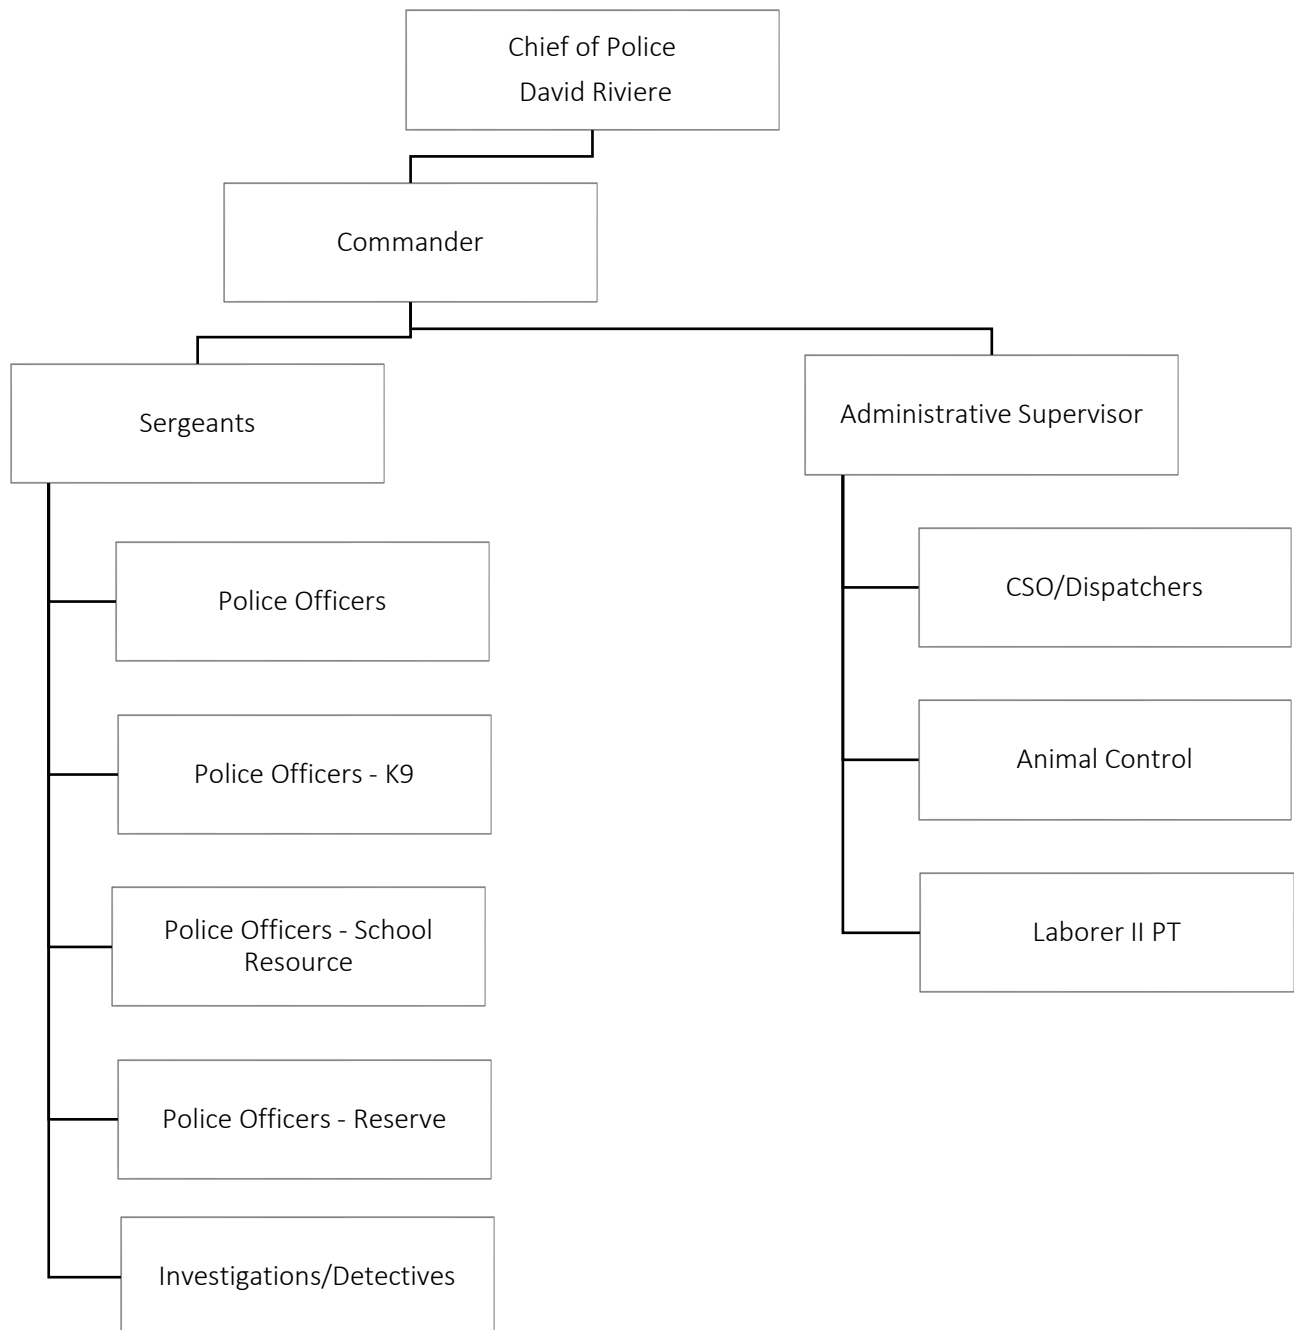 Chief of Police
David Riviere
Commander
Sergeants
Administrative Supervisor
Police Officers
CSO/Dispatchers
Police Officers - K9
Animal Control
Police Officers - School
Resource
Laborer II PT
Police Officers - Reserve
Investigations/Detectives